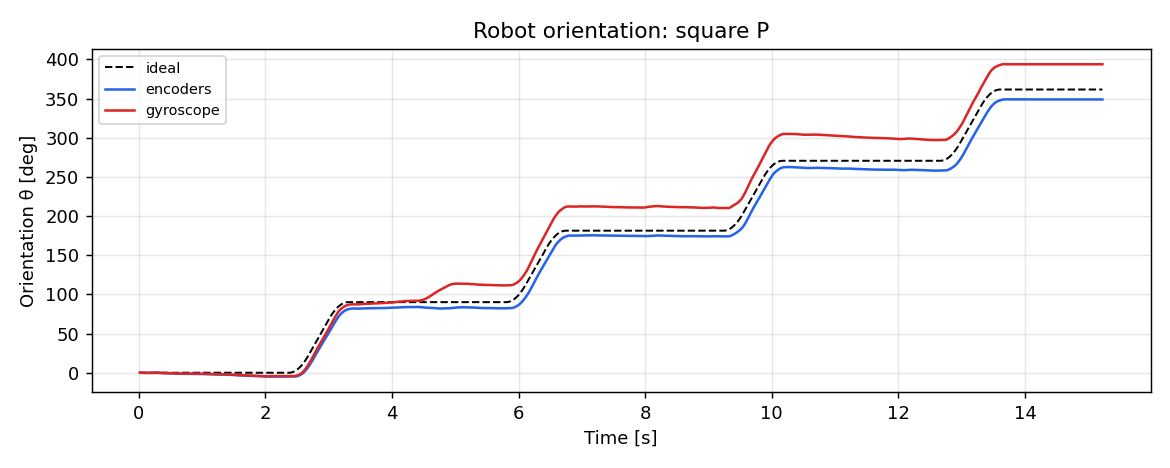 Robot orientation: square P
ideal
encoders
gyroscope
Orientation θ [deg]
400
350
300
250
200
150
100
50
0
0 2 4 6 8 10 12 14
Time [s]